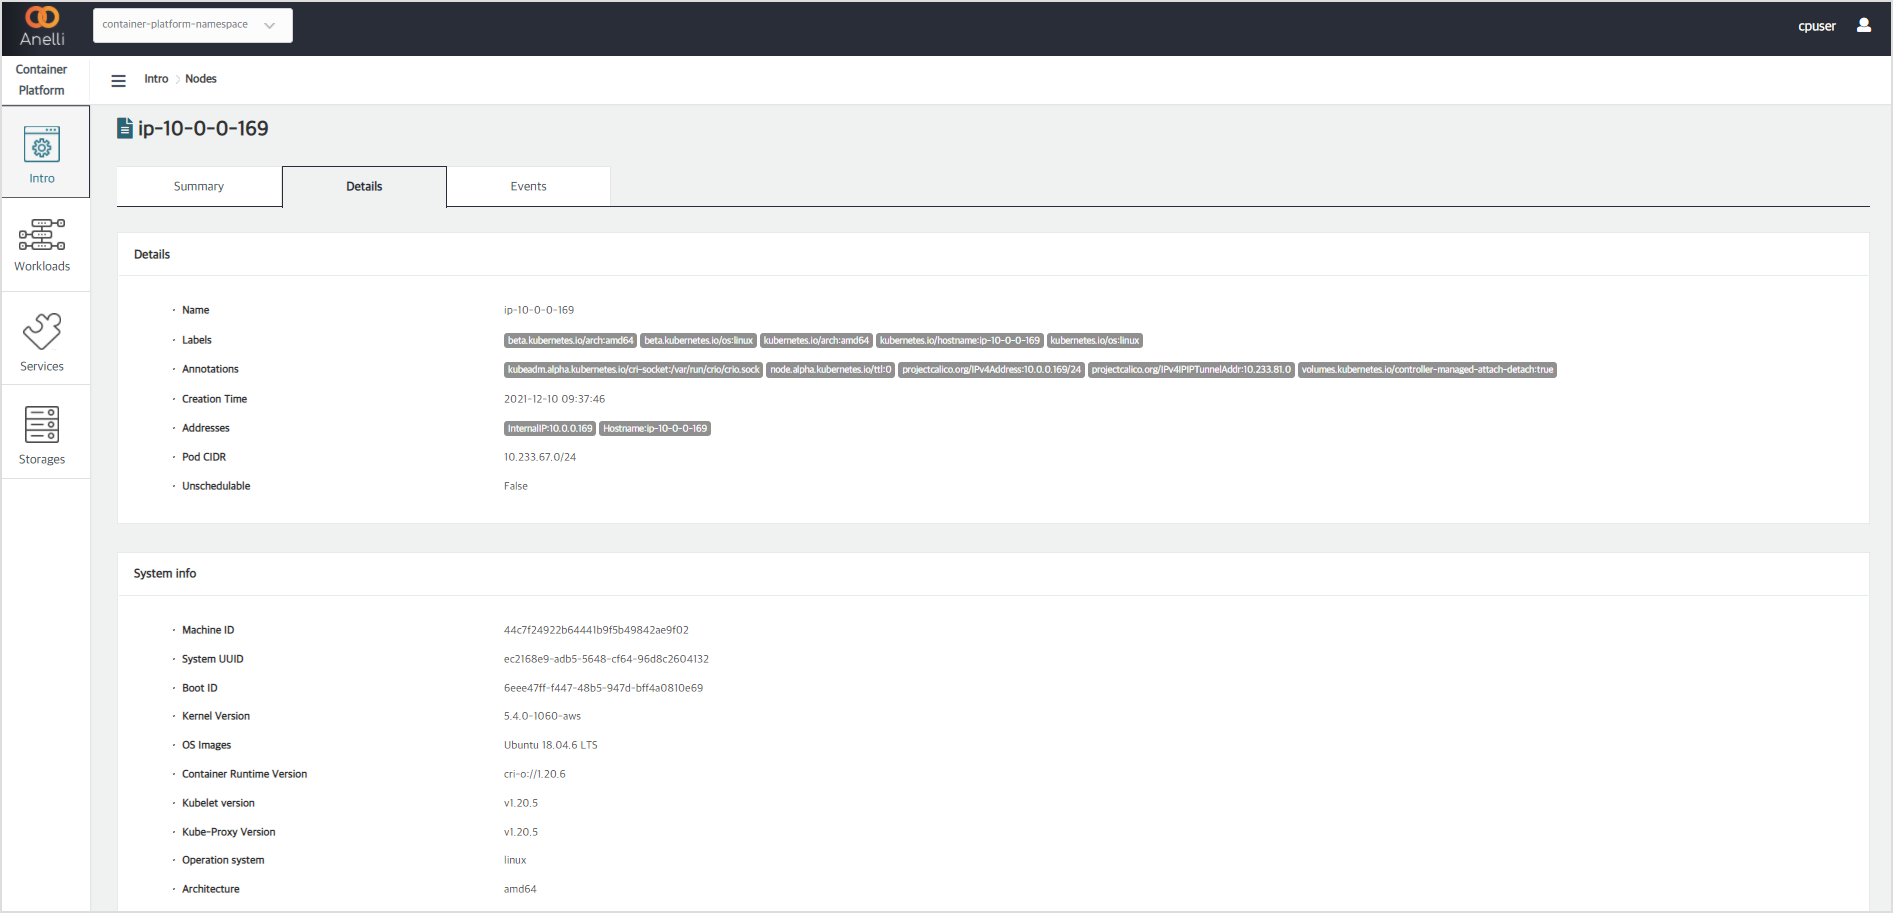 Anelli
container-platform-namespace
cpuser
Container
Platform
Intro
Workloads
Services
Storages
Intro > Nodes
ip-10-0-0-169
Summary Details Events
Details
· Name ip-10-0-0-169
· Labels beta.kubernetes.io/arch:amd64 beta.kubernetes.io/os:linux kubernetes.io/arch:amd64 kubernetes.io/hostname:ip-10-0-0-169 kubernetes.io/os:linux
· Annotations kubeadm.alpha.kubernetes.io/cri-socket:/var/run/crio/crio.sock node.alpha.kubernetes.io/ttl:0 projectcalico.org/IPv4Address:10.0.0.169/24 projectcalico.org/IPv4IPIPTunnelAddr:10.233.81.0 volumes.kubernetes.io/controller-managed-attach-detach:true
· Creation Time 2021-12-10 09:37:46
· Addresses InternalIP:10.0.0.169 Hostname:ip-10-0-0-169
· Pod CIDR 10.233.67.0/24
· Unschedulable False
System info
· Machine ID 44c7f24922b64441b9f5b49842ae9f02
· System UUID ec2168e9-adb5-5648-cf64-96d8c2604132
· Boot ID 6eee47ff-f447-48b5-947d-bff4a0810e69
· Kernel Version 5.4.0-1060-aws
· OS Images Ubuntu 18.04.6 LTS
· Container Runtime Version cri-o://1.20.6
· Kubelet version v1.20.5
· Kube-Proxy Version v1.20.5
· Operation system linux
· Architecture amd64